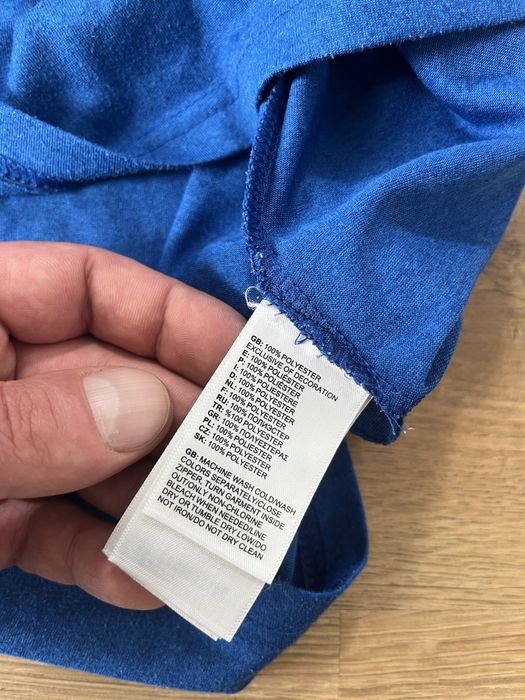 GB: 100% POLYESTER
EXCLUSIVE OF DECORATION
E: 100% POLIÉSTER
P: 100% POLIÉSTER
I: 100% POLIESTERE
D: 100% POLYESTER
NL: 100% POLYESTER
F: 100% POLYESTER
RU: 100% ПОЛИЭСТЕР
TR: %100 POLYESTER
GR: 100% ΠΟΛΥΕΣΤΕΡΑΣ
PL: 100% POLIESTER
CZ: 100% POLYESTER
SK: 100% POLYESTER
GB: MACHINE WASH COLD/WASH
COLORS SEPARATELY/CLOSE
ZIPPER, TURN GARMENT INSIDE
OUT/ONLY NON-CHLORINE
BLEACH WHEN NEEDED/LINE
DRY OR TUMBLE DRY LOW/DO
NOT IRON/DO NOT DRY CLEAN